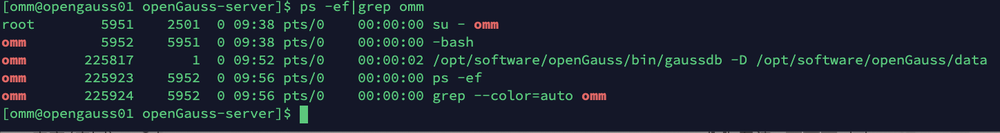 [omm@opengauss01 openGauss-server]$ ps -ef|grep omm
root        5951    2501  0 09:38 pts/0    00:00:00 su - omm
omm         5952    5951  0 09:38 pts/0    00:00:00 -bash
omm       225817       1  0 09:52 pts/0    00:00:02 /opt/software/openGauss/bin/gaussdb -D /opt/software/openGauss/data
omm       225923    5952  0 09:56 pts/0    00:00:00 ps -ef
omm       225924    5952  0 09:56 pts/0    00:00:00 grep --color=auto omm
[omm@opengauss01 openGauss-server]$